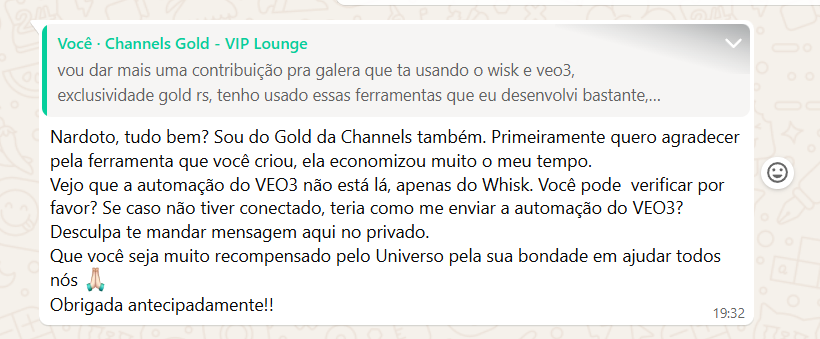 Você · Channels Gold - VIP Lounge
vou dar mais uma contribuição pra galera que ta usando o wisk e veo3,
exclusividade gold rs, tenho usado essas ferramentas que eu desenvolvi bastante,...
Nardoto, tudo bem? Sou do Gold da Channels também. Primeiramente quero agradecer
pela ferramenta que você criou, ela economizou muito o meu tempo.
Vejo que a automação do VEO3 não está lá, apenas do Whisk. Você pode  verificar por
favor? Se caso não tiver conectado, teria como me enviar a automação do VEO3?
Desculpa te mandar mensagem aqui no privado.
Que você seja muito recompensado pelo Universo pela sua bondade em ajudar todos
nós 🙏🏻
Obrigada antecipadamente!!
19:32